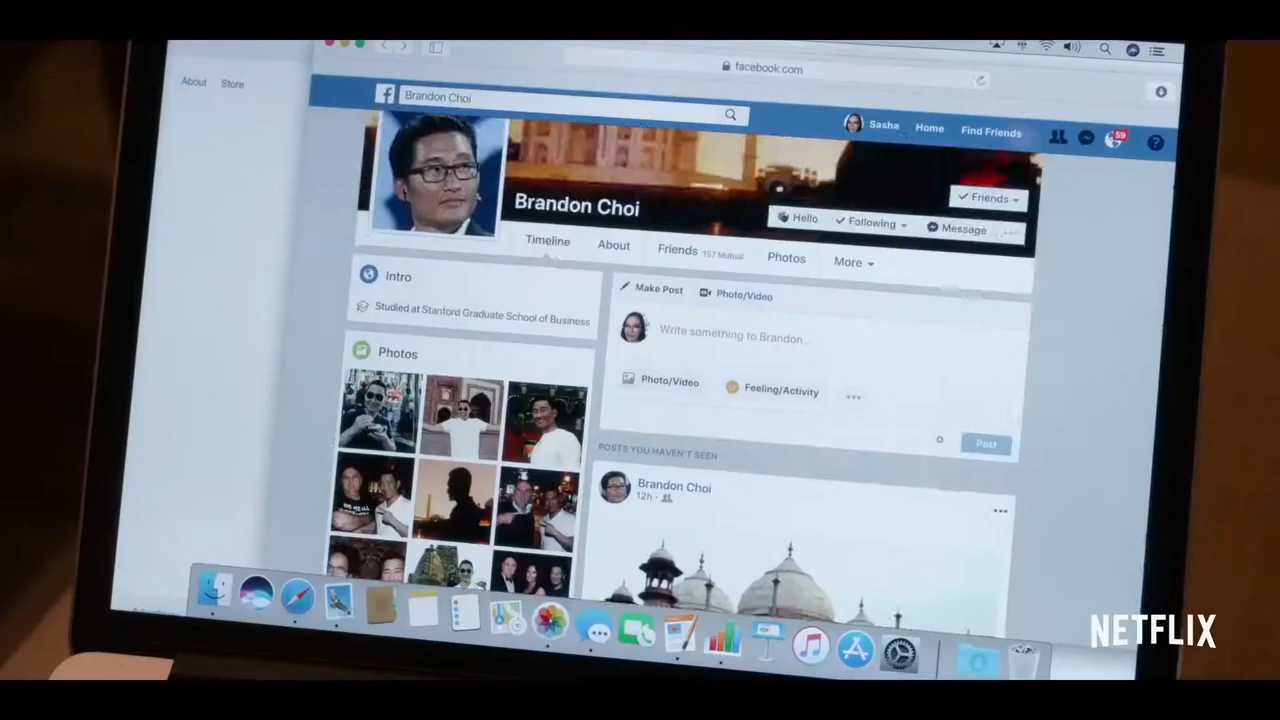 facebook.com
About Store
f Brandon Choi
Sasha Home Find Friends 59 ?
Brandon Choi
Friends
Hello Following Message ...
Timeline About Friends 157 Mutual Photos More
Intro
Studied at Stanford Graduate School of Business
Make Post Photo/Video
Write something to Brandon...
Photos
Photo/Video Feeling/Activity ...
Post
POSTS YOU HAVEN'T SEEN
Brandon Choi
12h ·
NETFLIX